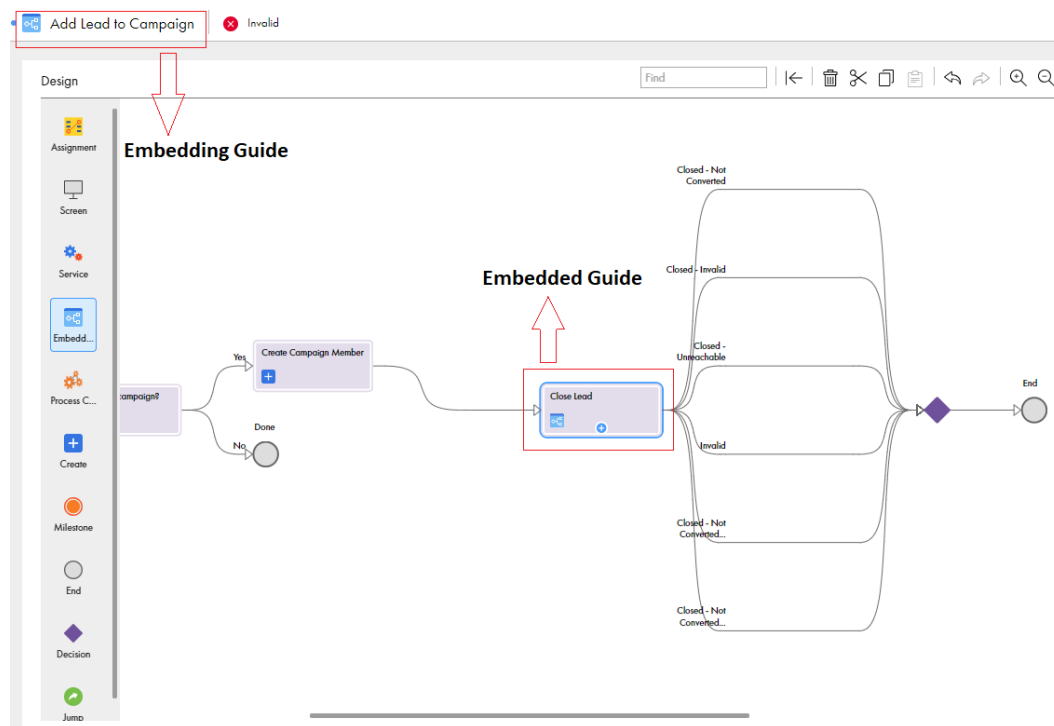 Add Lead to Campaign
Invalid
Design
Find
Assignment
Embedding Guide
Closed - Not
Converted
Screen
Service
Closed - Invalid
Embedded Guide
Embedd...
Closed -
Unreachable
Yes
Create Campaign Member
End
Process C...
campaign?
Close Lead
Done
No
Invalid
Create
Milestone
Closed - Not
Converted...
End
Closed - Not
Converted...
Decision
Jump